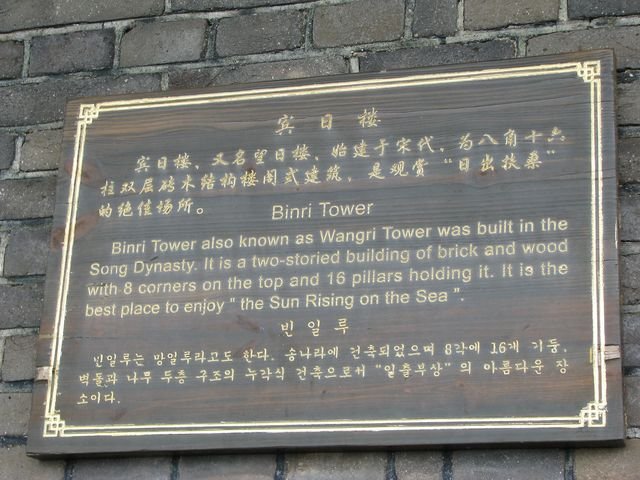 宾日楼
宾日楼，又名望日楼，始建于宋代，为八角十六
柱双层砖木结构楼阁式建筑，是观赏“日出扶桑”
的绝佳场所。
Binri Tower
Binri Tower also known as Wangri Tower was built in the
Song Dynasty. It is a two-storied building of brick and wood
with 8 corners on the top and 16 pillars holding it. It is the
best place to enjoy " the Sun Rising on the Sea ".
빈일루
빈일루는 망일루라고도 한다. 송나라에 건축되었으며 8각에 16개 기둥,
벽돌과 나무 두층 구조의 누각식 건축으로서 "일출부상" 의 아름다운 장
소이다.